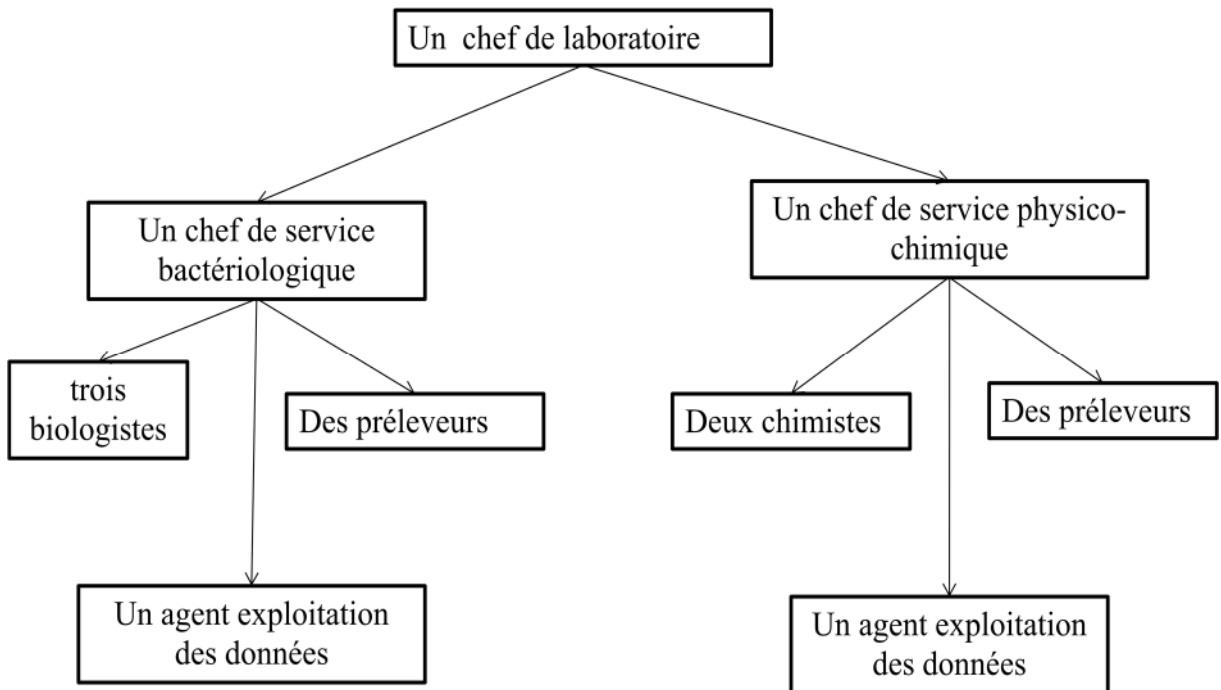 Un chef de laboratoire
Un chef de service
bactériologique
Un chef de service physico-
chimique
trois
biologistes
Des préleveurs
Deux chimistes
Des préleveurs
Un agent exploitation
des données
Un agent exploitation
des données